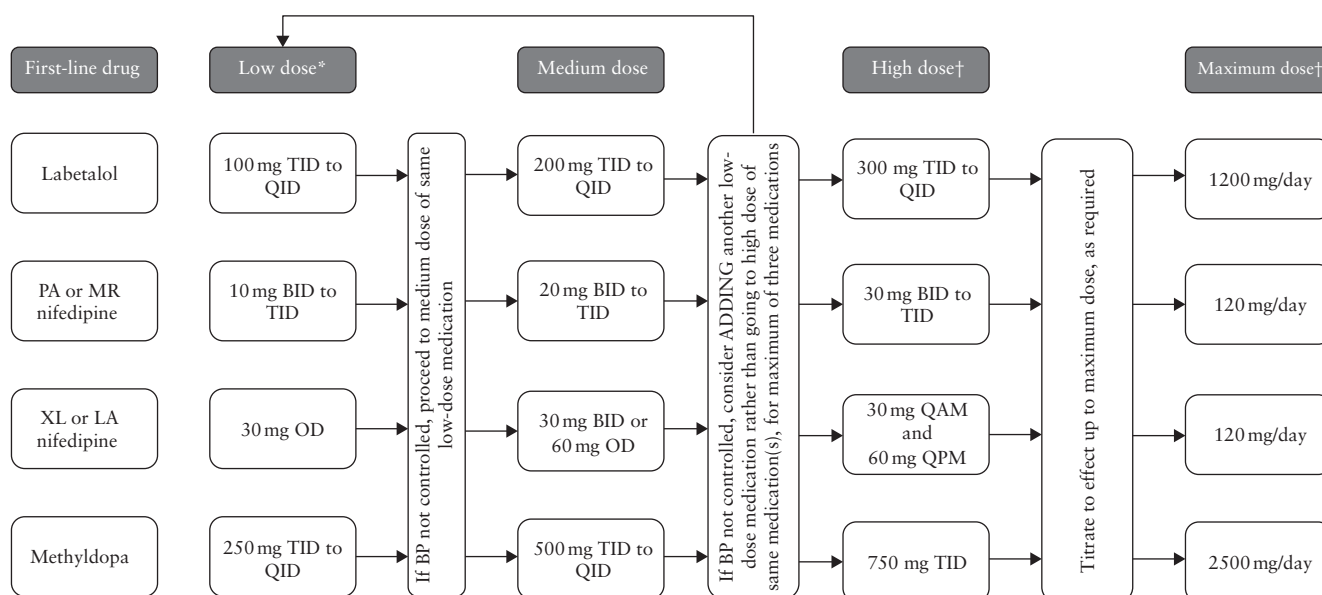 First-line drug
Low dose*
Medium dose
High dose†
Maximum dose†
Labetalol
100 mg TID to
QID
200 mg TID to
QID
300 mg TID to
QID
1200 mg/day
PA or MR
nifedipine
10 mg BID to
TID
20 mg BID to
TID
30 mg BID to
TID
120 mg/day
XL or LA
nifedipine
30 mg OD
30 mg BID or
60 mg OD
30 mg QAM
and
60 mg QPM
120 mg/day
Methyldopa
250 mg TID to
QID
500 mg TID to
QID
750 mg TID
2500 mg/day
If BP not controlled, proceed to medium dose of same
low-dose medication
If BP not controlled, consider ADDING another low-
dose medication rather than going to high dose of
same medication(s), for maximum of three medications
Titrate to effect up to maximum dose, as required